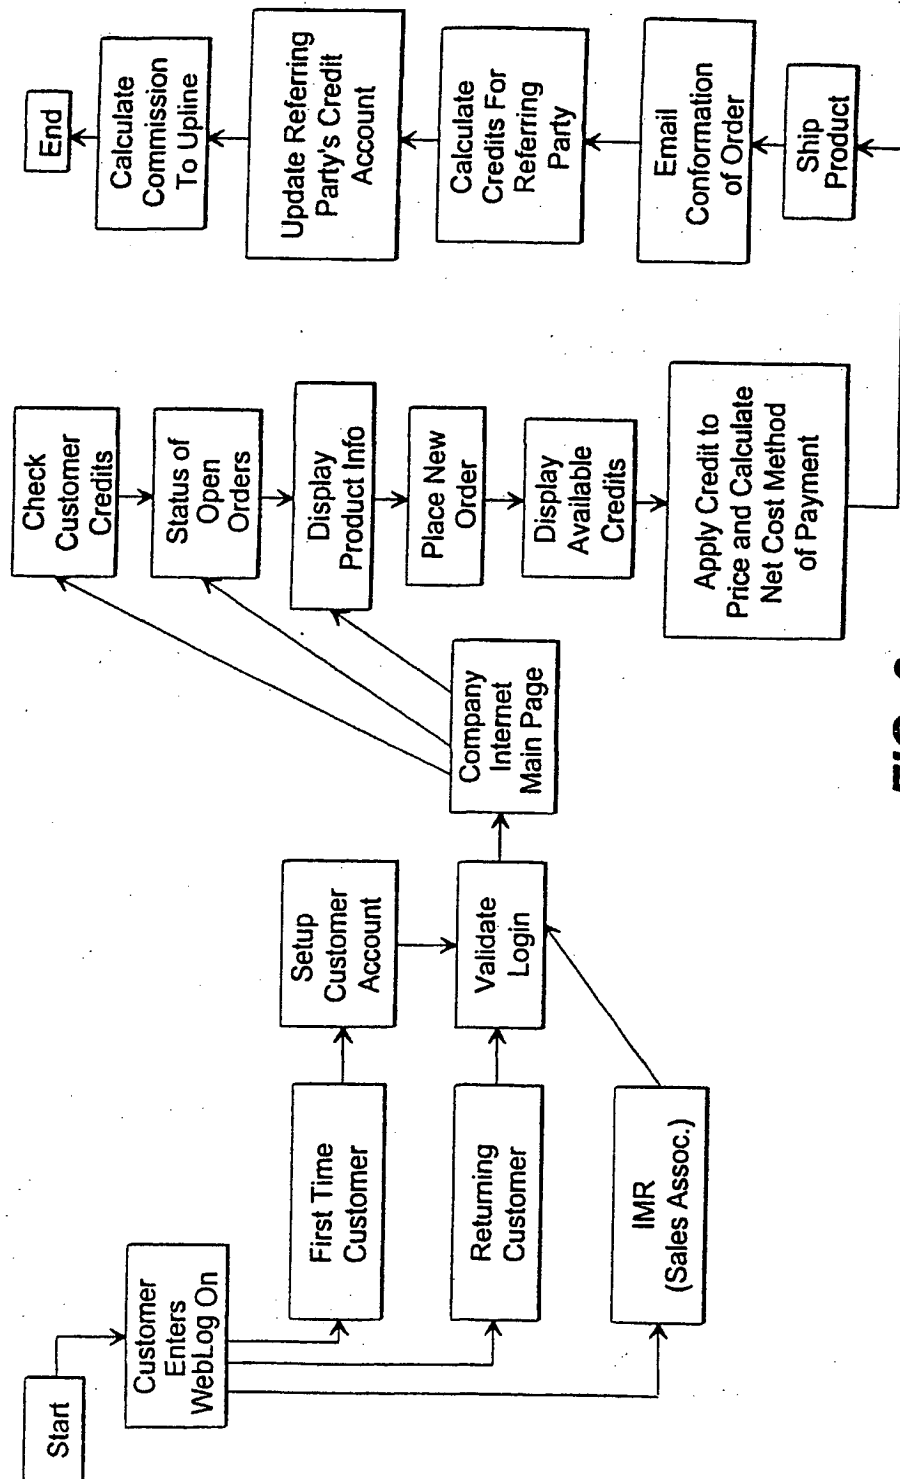 Start
Customer
Enters
WebLog On
First Time
Customer
Returning
Customer
IMR
(Sales Assoc.)
Setup
Customer
Account
Validate
Login
Company
Internet
Main Page
Check
Customer
Credits
Status of
Open
Orders
Display
Product Info
Place New
Order
Display
Available
Credits
Apply Credit to
Price and Calculate
Net Cost Method
of Payment
Ship
Product
Email
Conformation
of Order
Calculate
Credits For
Referring
Party
Update Referring
Party's Credit
Account
Calculate
Commission
To Upline
End